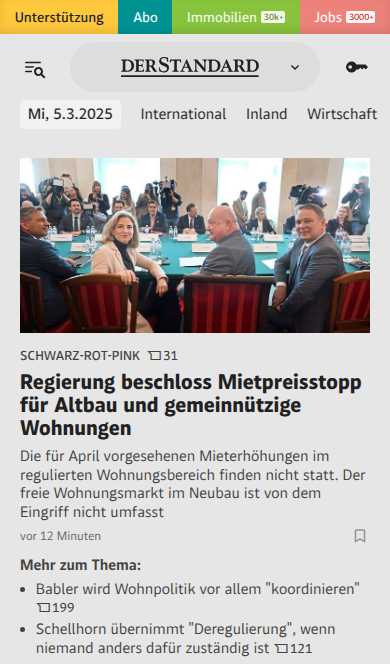 Unterstützung Abo Immobilien 30k+ Jobs 3000+
DERSTANDARD
Mi, 5.3.2025 International Inland Wirtschaft
SCHWARZ-ROT-PINK 31
Regierung beschloss Mietpreisstopp
für Altbau und gemeinnützige
Wohnungen
Die für April vorgesehenen Mieterhöhungen im
regulierten Wohnungsbereich finden nicht statt. Der
freie Wohnungsmarkt im Neubau ist von dem
Eingriff nicht umfasst
vor 12 Minuten
Mehr zum Thema:
• Babler wird Wohnpolitik vor allem "koordinieren"
199
• Schellhorn übernimmt "Deregulierung", wenn
niemand anders dafür zuständig ist 121